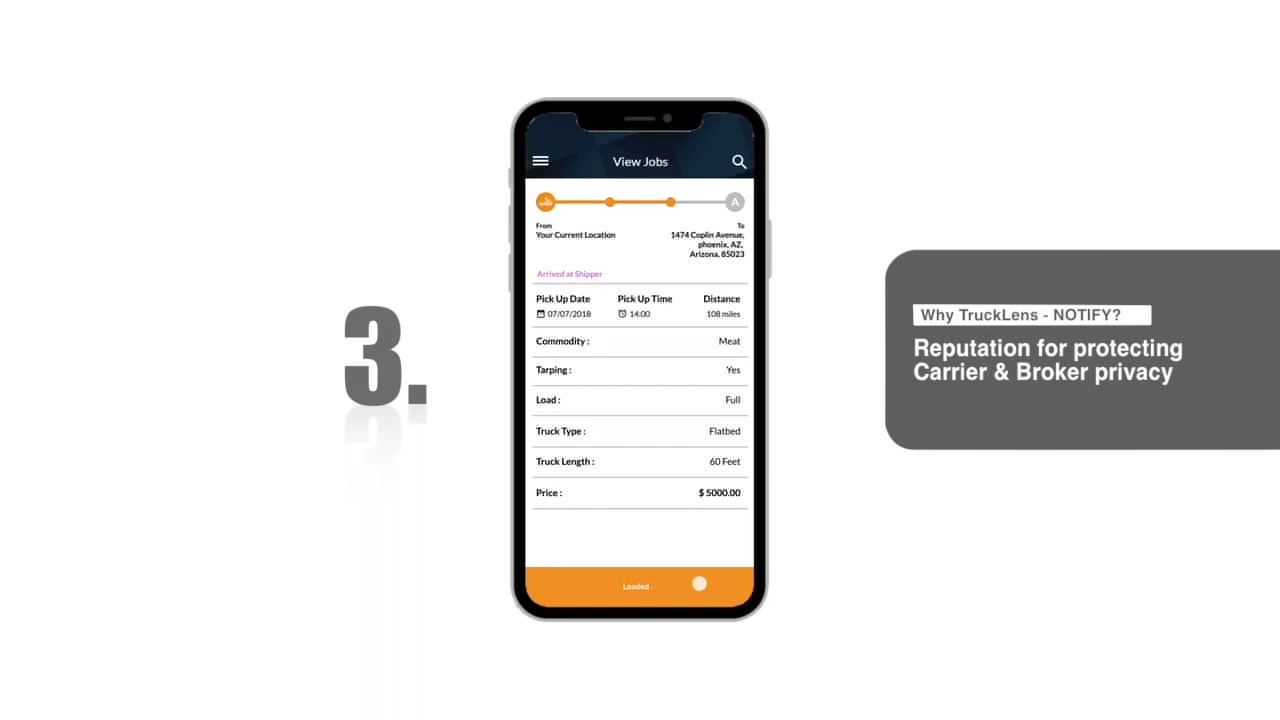 3.
View Jobs
A
From
To
Your Current Location
1474 Coplin Avenue,
phoenix, AZ,
Arizona, 85023
Arrived at Shipper
Pick Up Date
Pick Up Time
Distance
07/07/2018
14:00
108 miles
Commodity :
Meat
Tarping :
Yes
Load :
Full
Truck Type :
Flatbed
Truck Length :
60 Feet
Price :
$ 5000.00
Loaded
Why TruckLens - NOTIFY?
Reputation for protecting
Carrier & Broker privacy